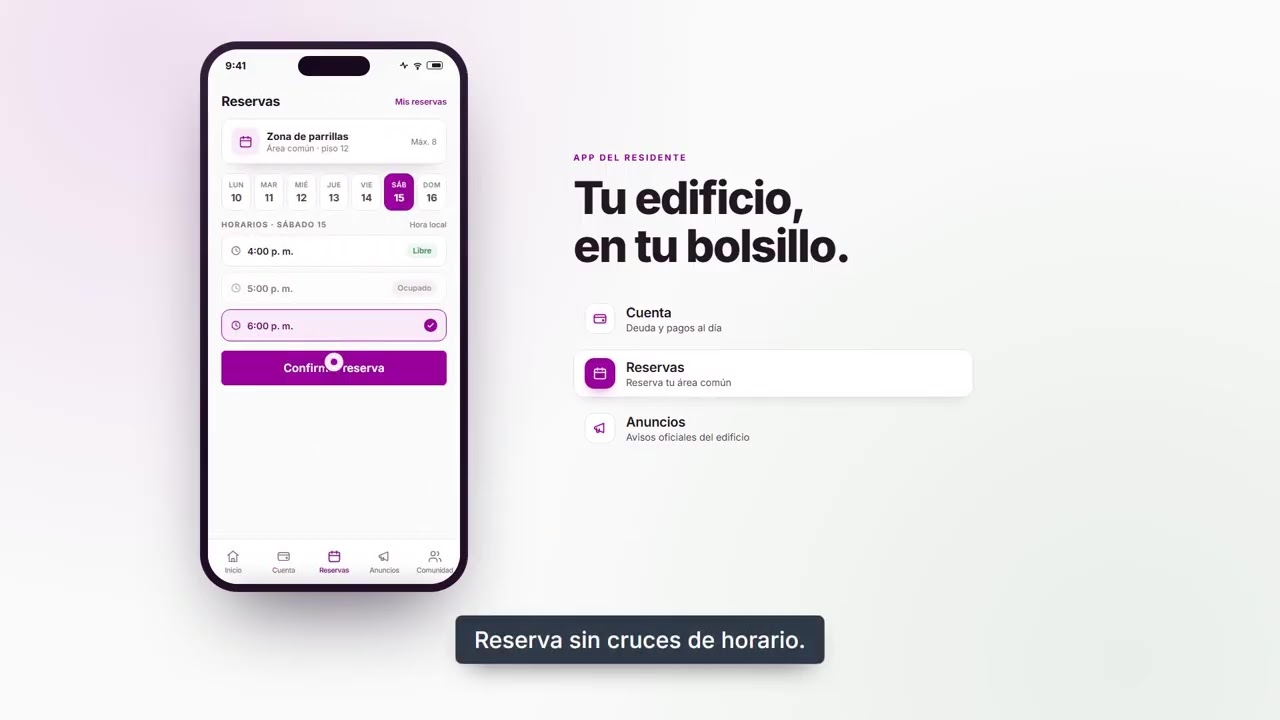 9:41
Reservas
Mis reservas
Zona de parrillas
Área común · piso 12
Máx. 8
LUN MAR MIÉ JUE VIE SÁB DOM
10 11 12 13 14 15 16
HORARIOS · SÁBADO 15
Hora local
4:00 p. m.
Libre
5:00 p. m.
Ocupado
6:00 p. m.
reserva
Inicio Cuenta Reservas Anuncios Comunidad
APP DEL RESIDENTE
Tu edificio,
en tu bolsillo.
Cuenta
Deuda y pagos al día
Reservas
Reserva tu área común
Anuncios
Avisos oficiales del edificio
Reserva sin cruces de horario.